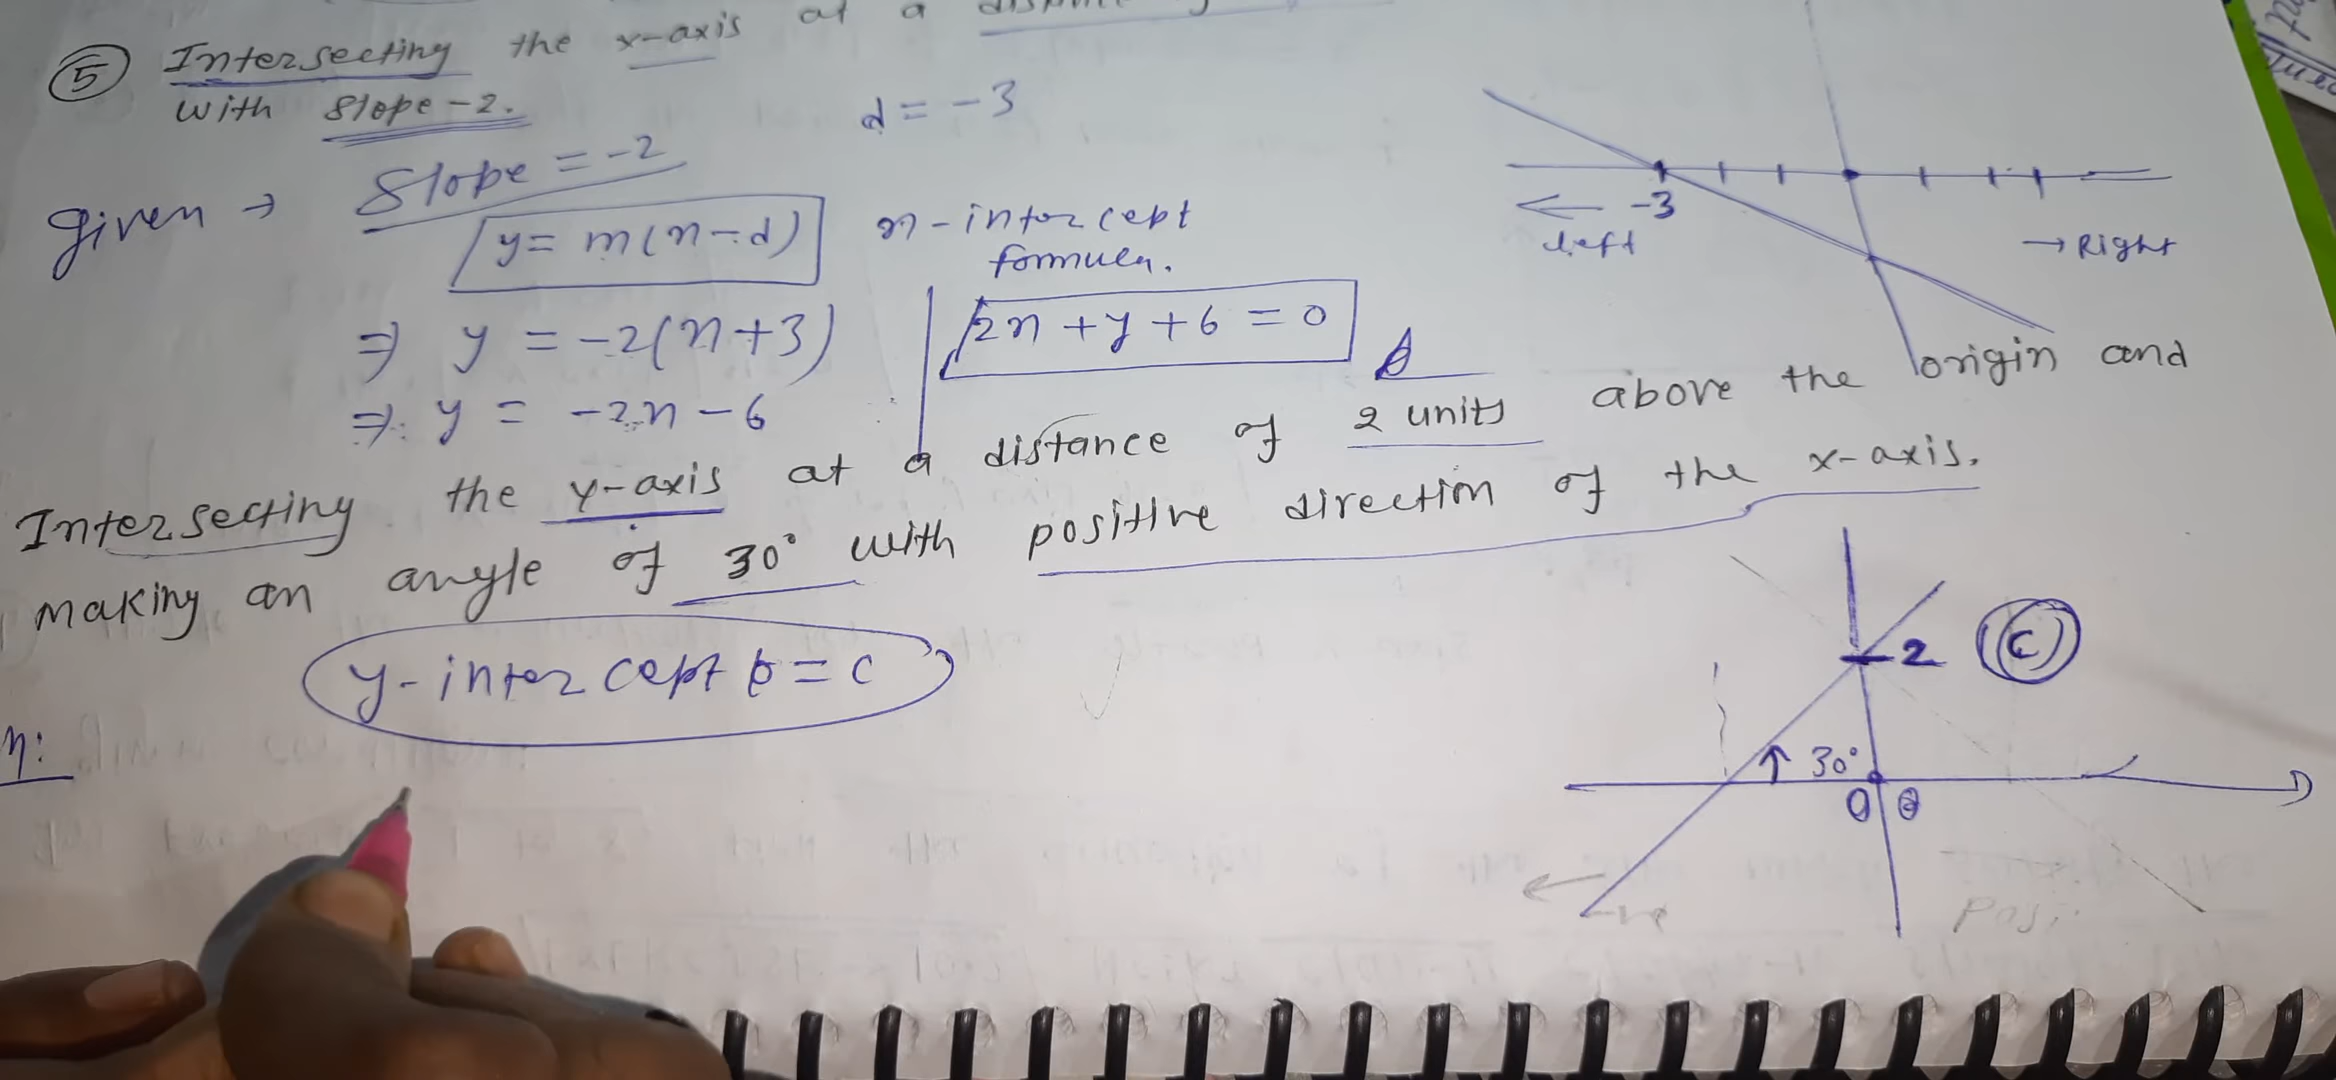 ⑤ Intersecting the x-axis at a
with slope -2.
d = -3
given → Slope = -2
y = m(x-d) x-intercept
formula.
⇒ y = -2(x+3)
2x + y + 6 = 0
⇒ y = -2x - 6
-3
left
→ Right
Intersecting the y-axis at a distance of 2 units above the origin and
making an angle of 30° with positive direction of the x-axis.
y-intercept = c
2 (c)
30°
0 θ
-ve